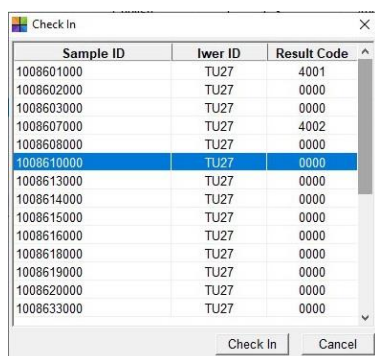 Check In
Sample ID Iwer ID Result Code
1008601000 TU27 4001
1008602000 TU27 0000
1008603000 TU27 0000
1008607000 TU27 4002
1008608000 TU27 0000
1008610000 TU27 0000
1008613000 TU27 0000
1008614000 TU27 0000
1008615000 TU27 0000
1008616000 TU27 0000
1008618000 TU27 0000
1008619000 TU27 0000
1008620000 TU27 0000
1008633000 TU27 0000
Check In Cancel